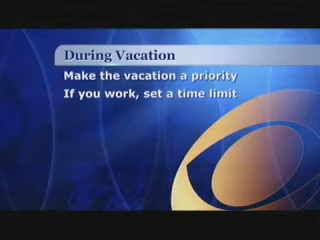 During Vacation
Make the vacation a priority
If you work, set a time limit